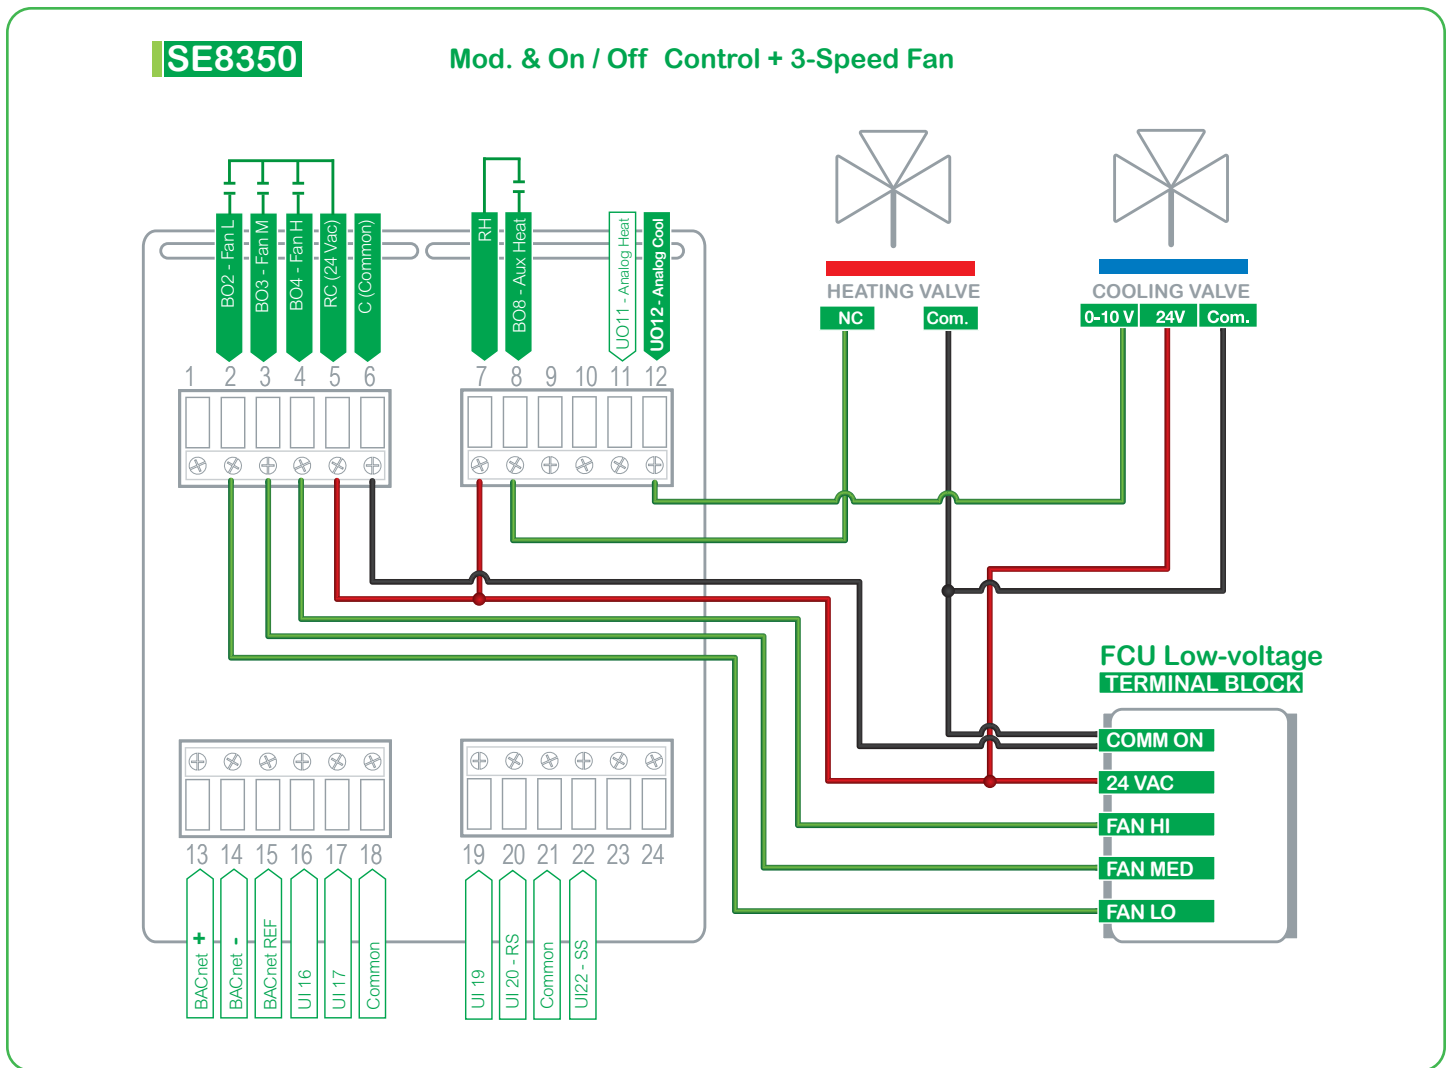 SE8350
Mod. & On / Off Control + 3-Speed Fan
BO2 - Fan L
BO3 - Fan M
BO4 - Fan H
RC (24 Vac)
C (Common)
RH
BO8 - Aux Heat
UO11 - Analog Heat
UO12 - Analog Cool
1 2 3 4 5 6
7 8 9 10 11 12
HEATING VALVE
NC
Com.
COOLING VALVE
0-10 V
24V
Com.
FCU Low-voltage
TERMINAL BLOCK
COMM ON
24 VAC
FAN HI
FAN MED
FAN LO
13 14 15 16 17 18
19 20 21 22 23 24
BACnet +
BACnet -
BACnet REF
UI 16
UI 17
Common
UI 19
UI 20 - RS
Common
UI22 - SS